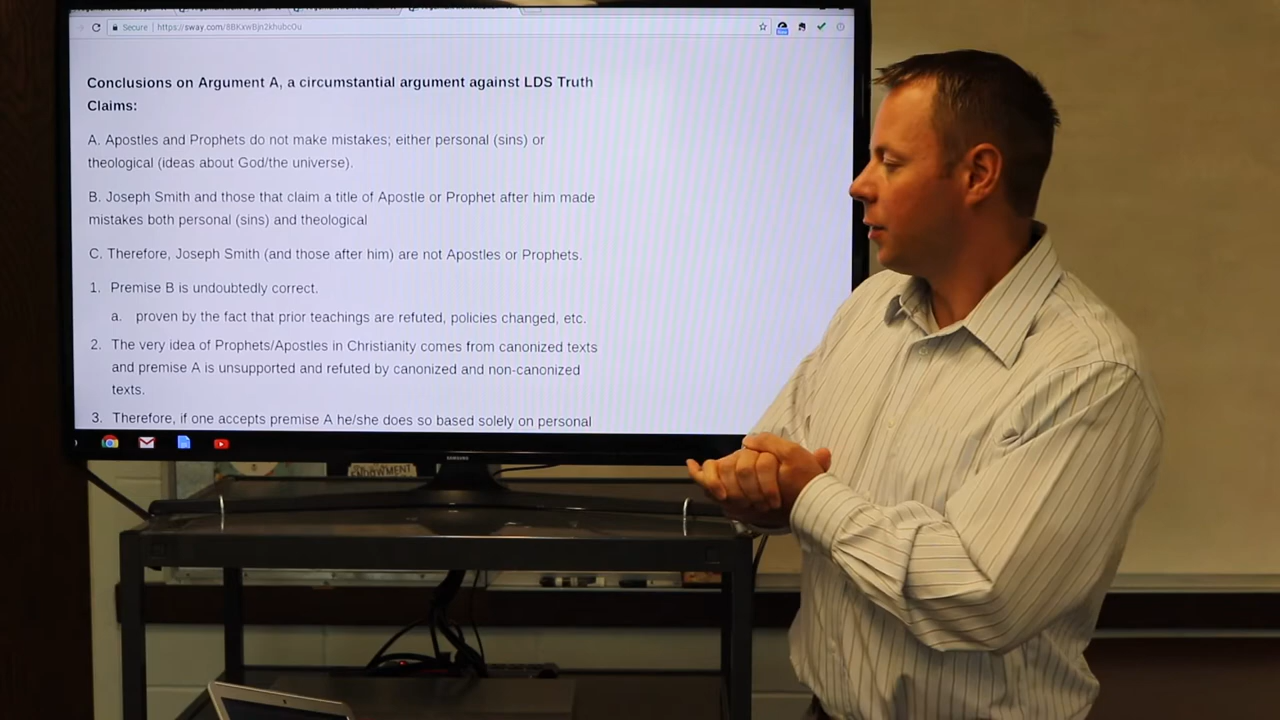 Secure https://sway.com/8BKxwBjn2khubcOu
Conclusions on Argument A, a circumstantial argument against LDS Truth
Claims:
A. Apostles and Prophets do not make mistakes; either personal (sins) or
theological (ideas about God/the universe).
B. Joseph Smith and those that claim a title of Apostle or Prophet after him made
mistakes both personal (sins) and theological
C. Therefore, Joseph Smith (and those after him) are not Apostles or Prophets.
1. Premise B is undoubtedly correct.
a. proven by the fact that prior teachings are refuted, policies changed, etc.
2. The very idea of Prophets/Apostles in Christianity comes from canonized texts
and premise A is unsupported and refuted by canonized and non-canonized
texts.
3. Therefore, if one accepts premise A he/she does so based solely on personal
SAMSUNG